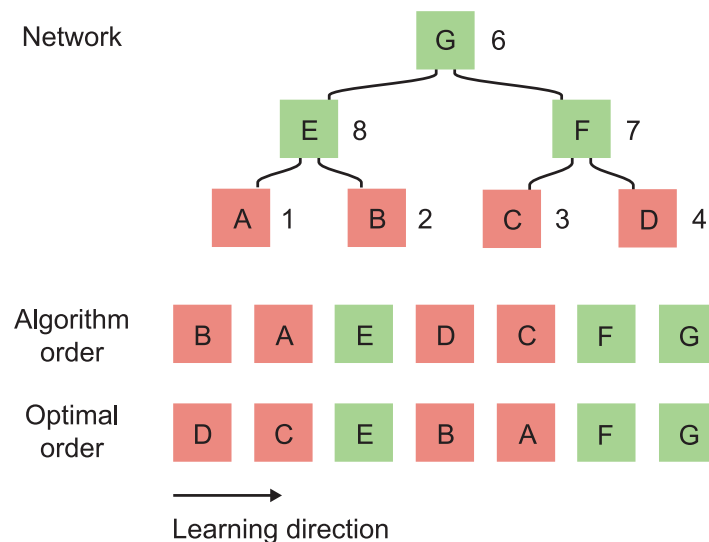 Network
G 6
E 8 F 7
A 1 B 2 C 3 D 4
Algorithm
order
B A E D C F G
Optimal
order
D C E B A F G
Learning direction